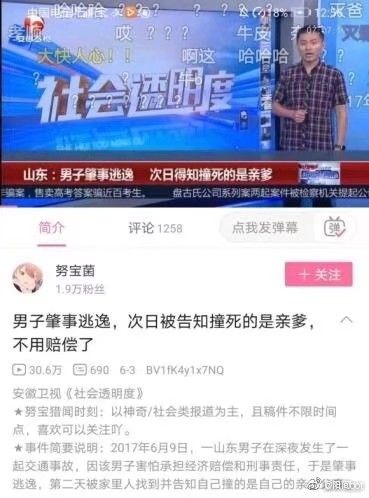 中国电信
12:56
哈哈哈
哎
牛皮
灭爸
孝顺
？？？
又
大快人心！！
啊这
哈哈哈
社会透明度
山东：男子肇事逃逸 次日得知撞死的是亲爹
骗案，售卖高考答案骗近百考生。
盘古氏公司系列案两起案件被检察机关提起公
简介
评论 1258
点我发弹幕
弹
努宝菌
1.9万粉丝
+ 关注
男子肇事逃逸，次日被告知撞死的是亲爹，
不用赔偿了
30.6万
690
6-3
BV1fK4y1x7NQ
安徽卫视《社会透明度》
★努宝猎闻时刻：以神奇/社会类报道为主，且稿件不限时间
点，喜欢可以关注吖。
★事件简要说明：2017年6月9日，一山东男子在深夜发生了一
起交通事故，因该男子害怕承担经济赔偿和刑事责任，于是肇事
逃逸，第二天被家里人找到并告知自己撞的是自己的亲